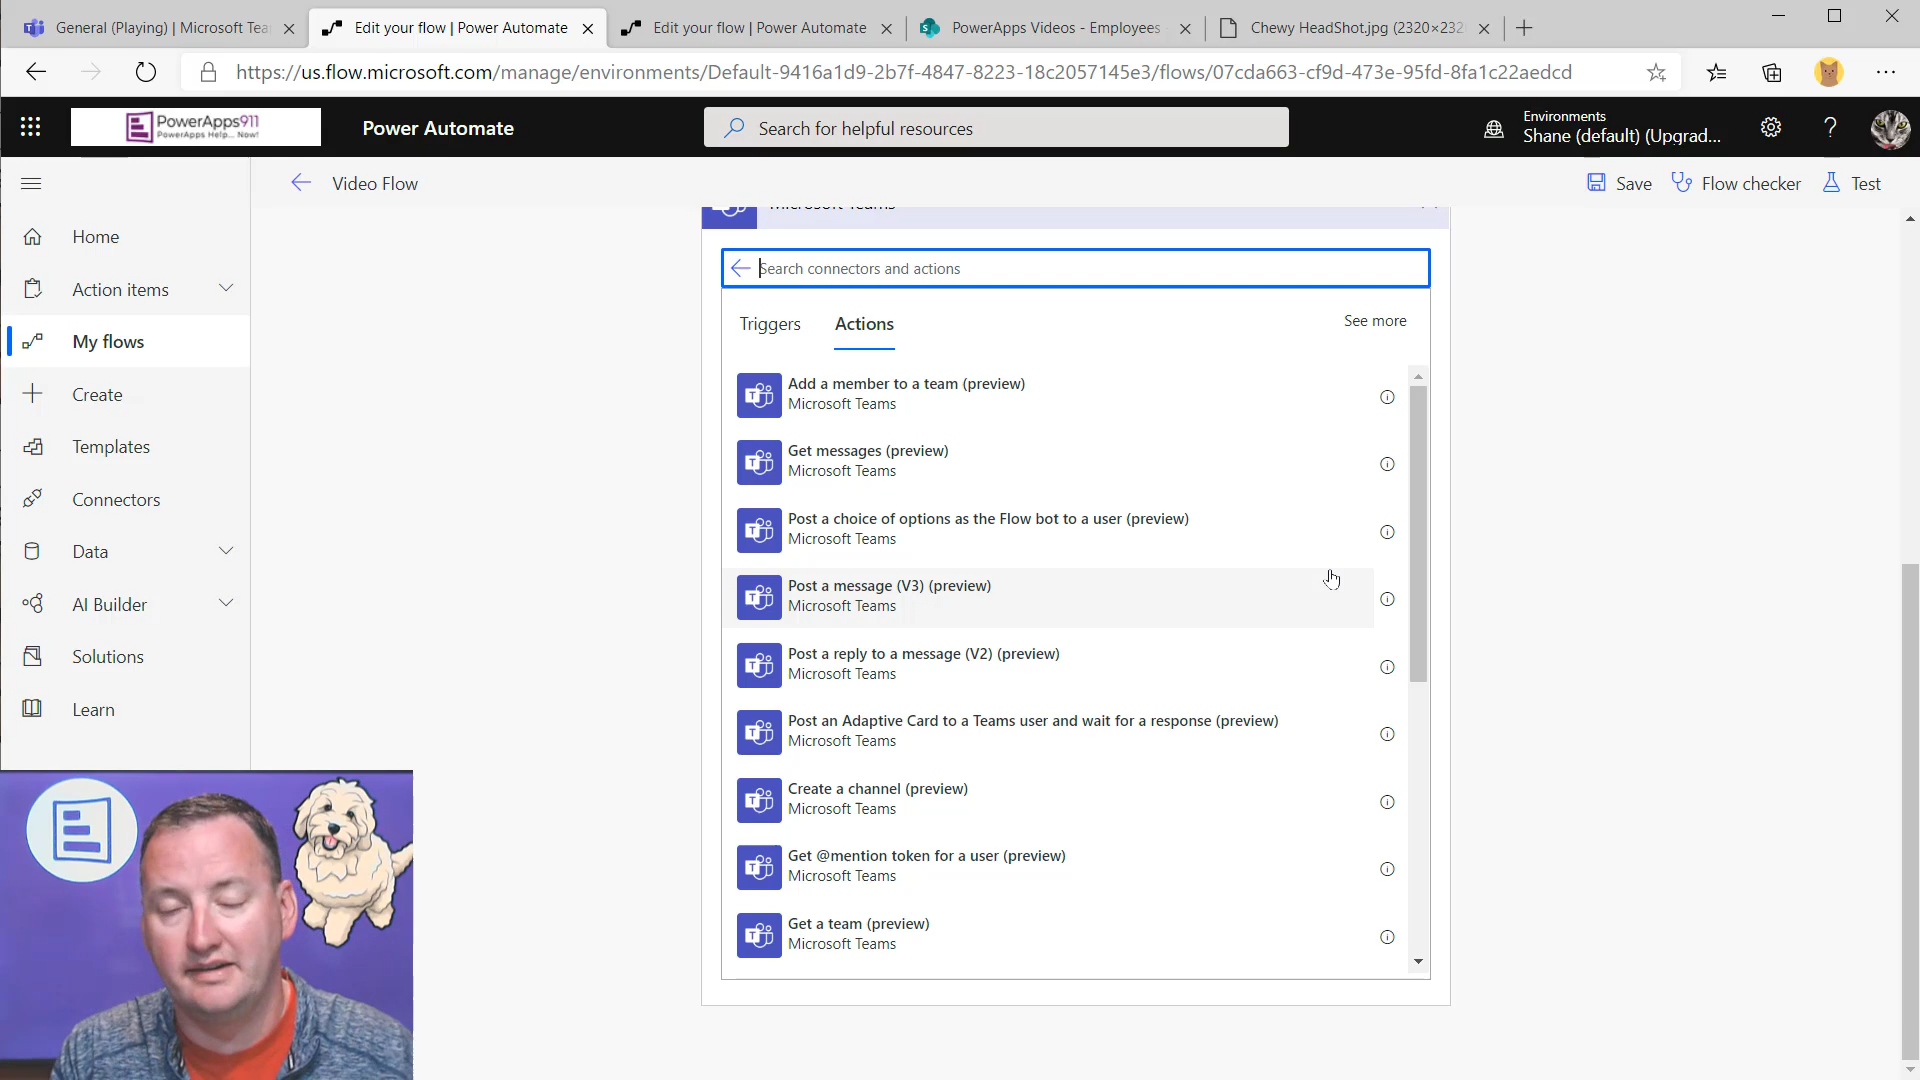 General (Playing) | Microsoft Tea
Edit your flow | Power Automate
Edit your flow | Power Automate
PowerApps Videos - Employees
Chewy HeadShot.jpg (2320×232
https://us.flow.microsoft.com/manage/environments/Default-9416a1d9-2b7f-4847-8223-18c2057145e3/flows/07cda663-cf9d-473e-95fd-8fa1c22aedcd
PowerApps911
PowerApps Help... Now!
Power Automate
Search for helpful resources
Environments
Shane (default) (Upgrad...
Video Flow
Save
Flow checker
Test
Home
Action items
My flows
Create
Templates
Connectors
Data
AI Builder
Solutions
Learn
Microsoft Teams
Search connectors and actions
Triggers
Actions
See more
Add a member to a team (preview)
Microsoft Teams
Get messages (preview)
Microsoft Teams
Post a choice of options as the Flow bot to a user (preview)
Microsoft Teams
Post a message (V3) (preview)
Microsoft Teams
Post a reply to a message (V2) (preview)
Microsoft Teams
Post an Adaptive Card to a Teams user and wait for a response (preview)
Microsoft Teams
Create a channel (preview)
Microsoft Teams
Get @mention token for a user (preview)
Microsoft Teams
Get a team (preview)
Microsoft Teams